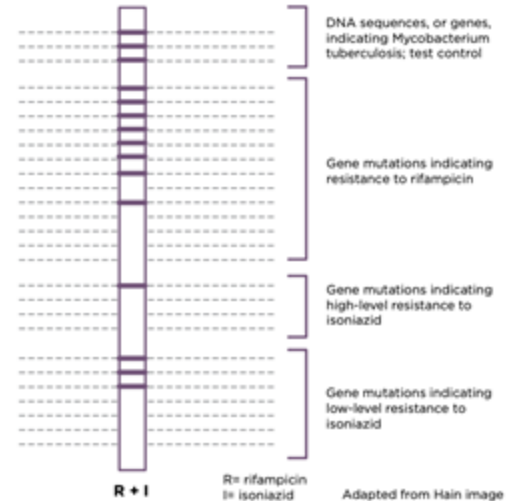 DNA sequences, or genes,
indicating Mycobacterium
tuberculosis; test control
Gene mutations indicating
resistance to rifampicin
Gene mutations indicating
high-level resistance to
isoniazid
Gene mutations indicating
low-level resistance to
isoniazid
R + I
R= rifampicin
I= isoniazid
Adapted from Hain image